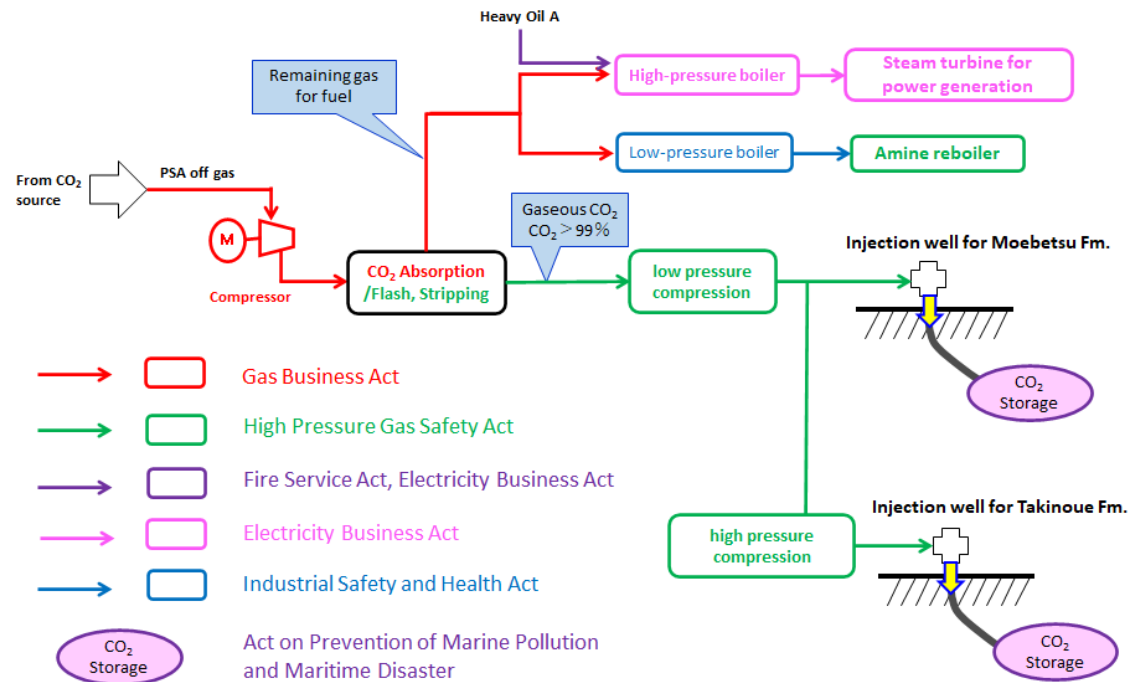 Heavy Oil A
Remaining gas
for fuel
High-pressure boiler
Steam turbine for
power generation
Low-pressure boiler
Amine reboiler
From CO₂
source
PSA off gas
M
Compressor
Gaseous CO₂
CO₂ > 99%
CO₂ Absorption
/Flash, Stripping
low pressure
compression
Injection well for Moebetsu Fm.
CO₂
Storage
Gas Business Act
High Pressure Gas Safety Act
Fire Service Act, Electricity Business Act
Electricity Business Act
Industrial Safety and Health Act
CO₂
Storage
Act on Prevention of Marine Pollution
and Maritime Disaster
high pressure
compression
Injection well for Takinoue Fm.
CO₂
Storage